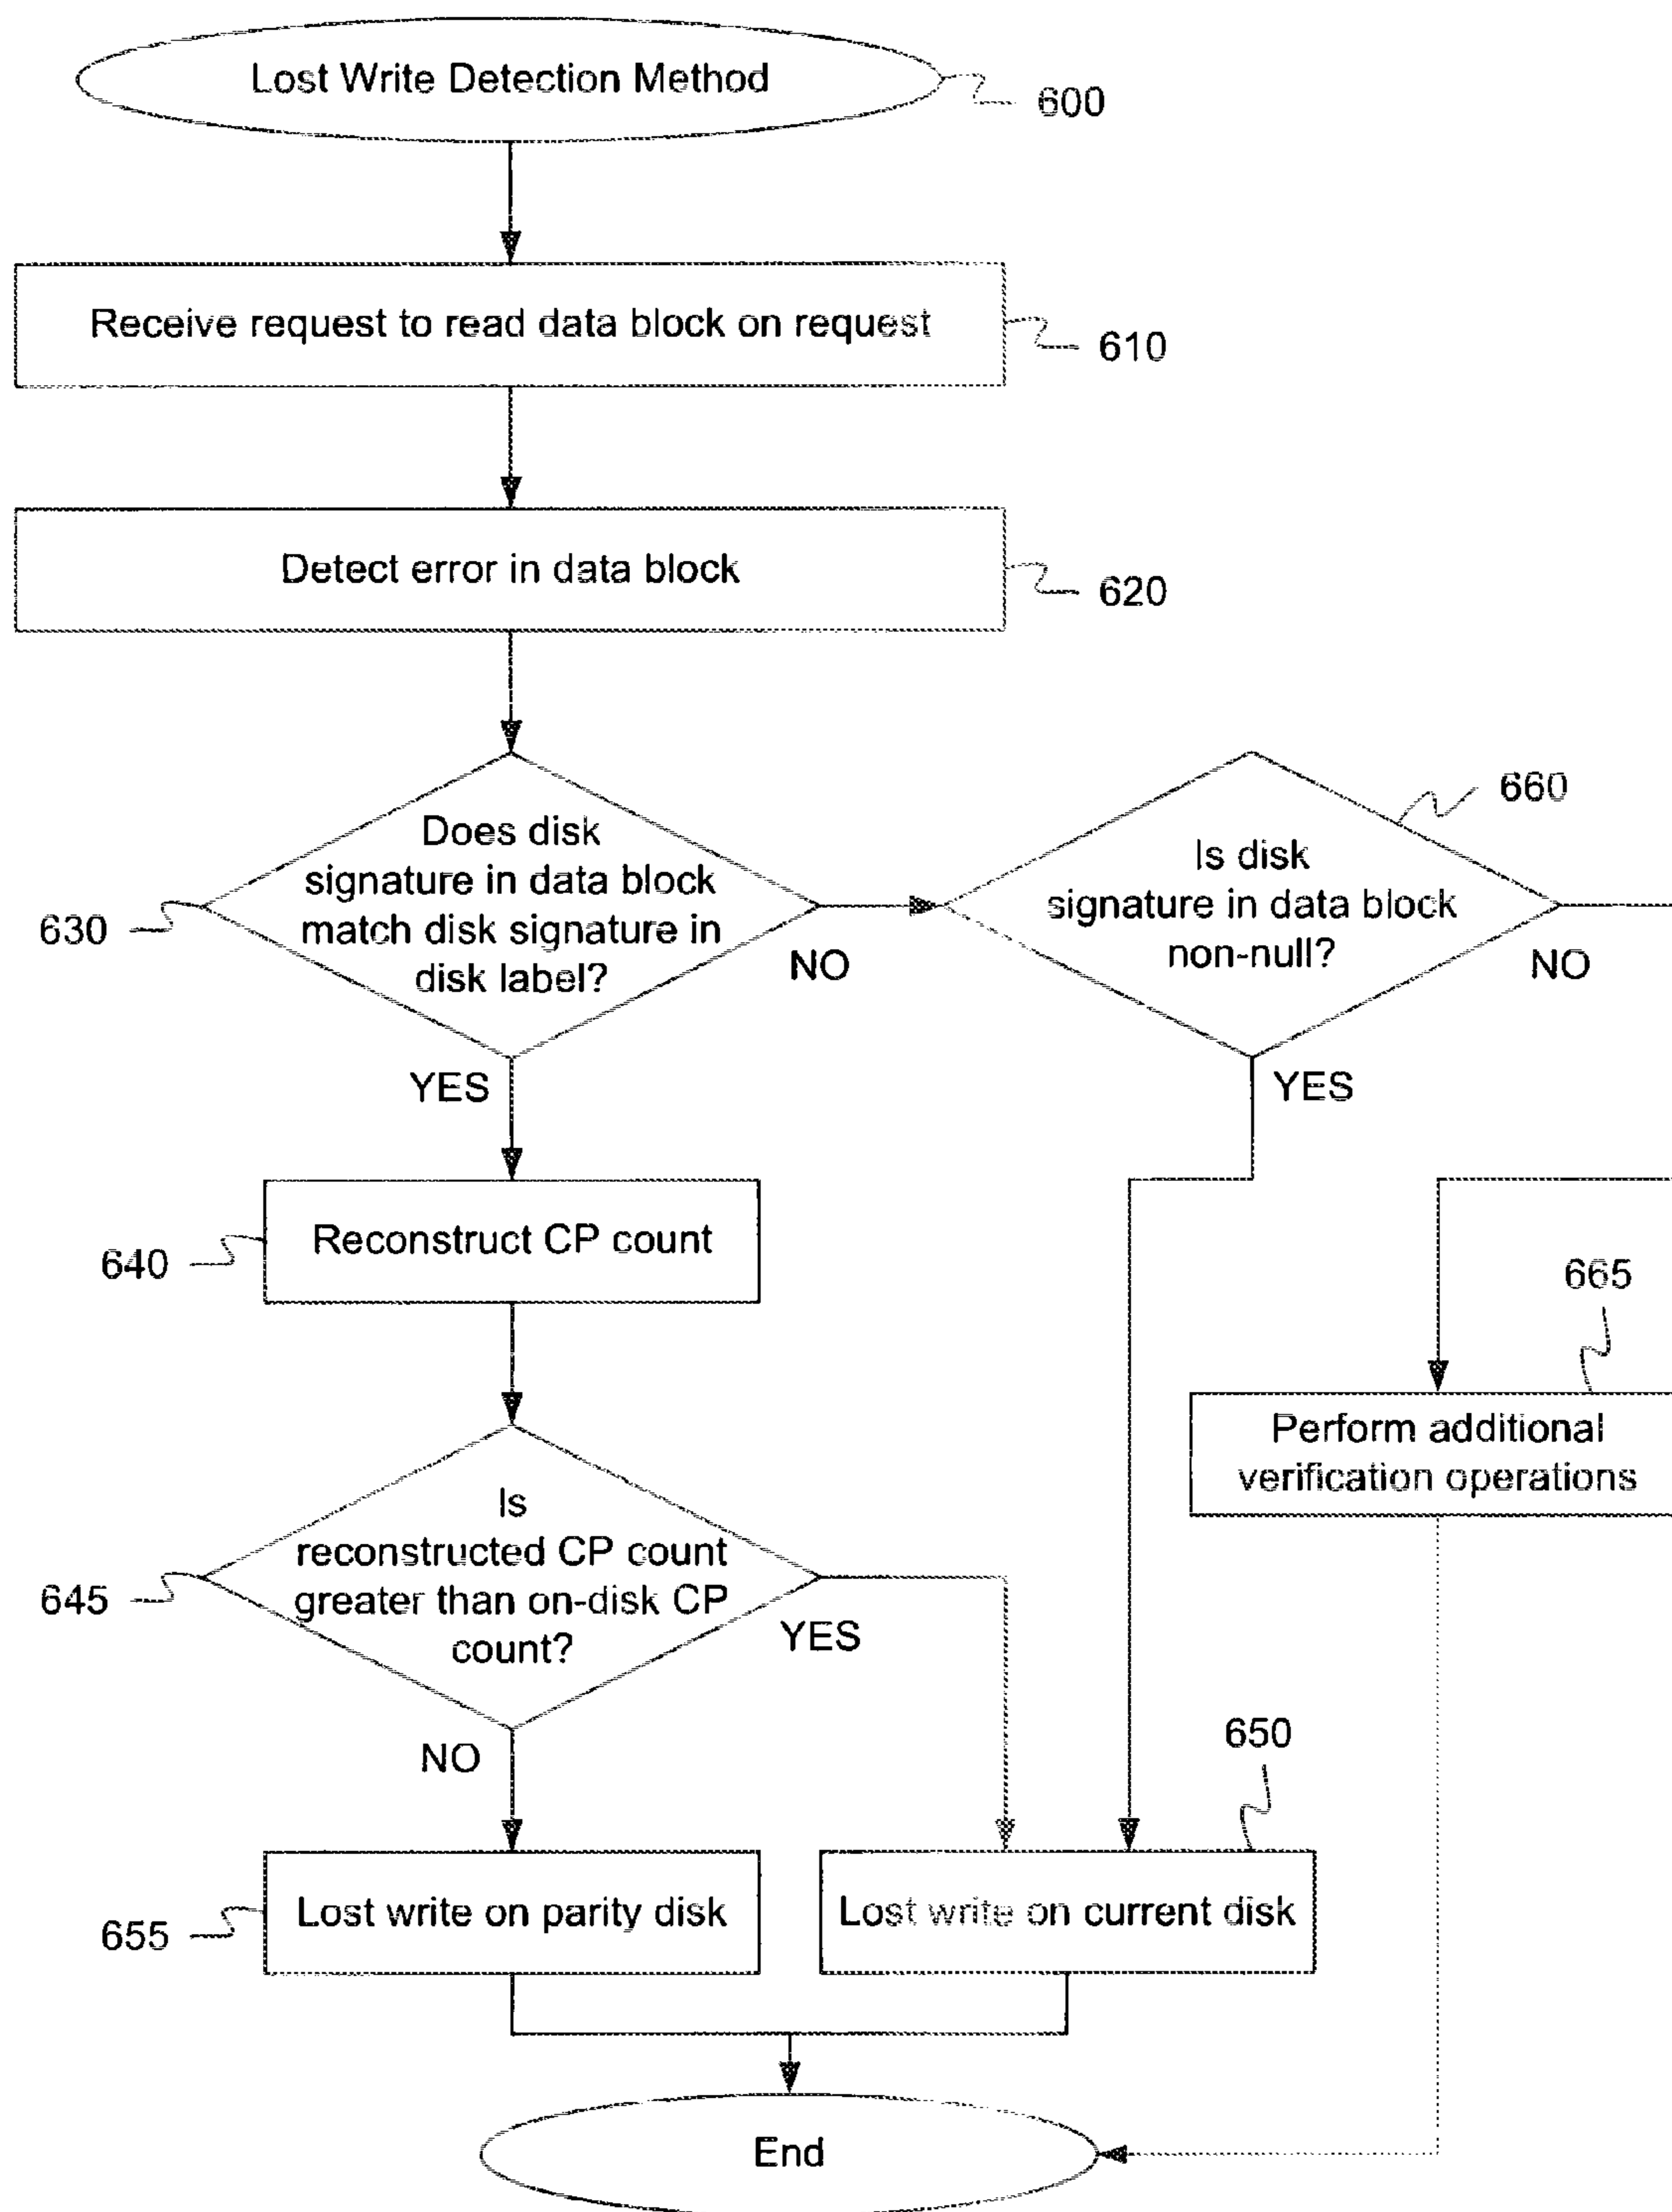 Lost Write Detection Method
600
Receive request to read data block on request
610
Detect error in data block
620
Does disk
signature in data block
match disk signature in
disk label?
630
NO
YES
Is disk
signature in data block
non-null?
660
NO
YES
Reconstruct CP count
640
665
Perform additional
verification operations
Is
reconstructed CP count
greater than on-disk CP
count?
645
YES
NO
650
Lost write on parity disk
655
Lost write on current disk
End